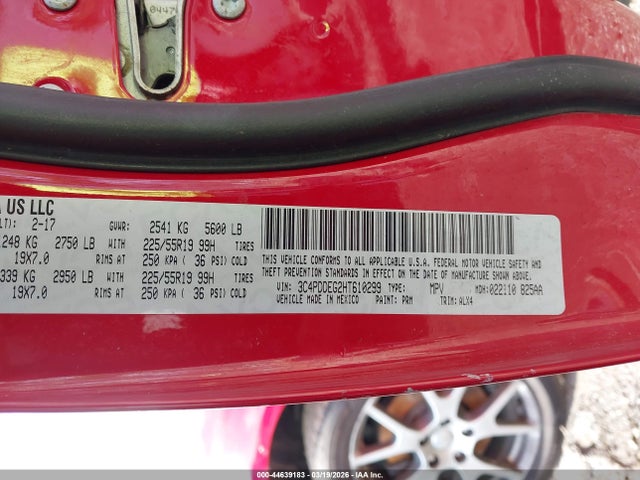 0447
A US LLC
LT): 2-17
GVWR: 2541 KG 5600 LB
248 KG 2750 LB WITH 225/55R19 99H TIRES
19X7.0 RIMS AT 250 KPA ( 36 PSI) COLD
339 KG 2950 LB WITH 225/55R19 99H TIRES
19X7.0 RIMS AT 250 KPA ( 36 PSI) COLD
THIS VEHICLE CONFORMS TO ALL APPLICABLE U.S.A. FEDERAL MOTOR VEHICLE SAFETY AND
THEFT PREVENTION STANDARDS IN EFFECT ON THE DATE OF MANUFACTURE SHOWN ABOVE.
VIN: 3C4PDDEG2HT610299 TYPE: MPV MDH: 022110 825AA
VEHICLE MADE IN MEXICO PAINT: PRM TRIM: ALX4
000-44639183 - 03/19/2026 - IAA Inc.